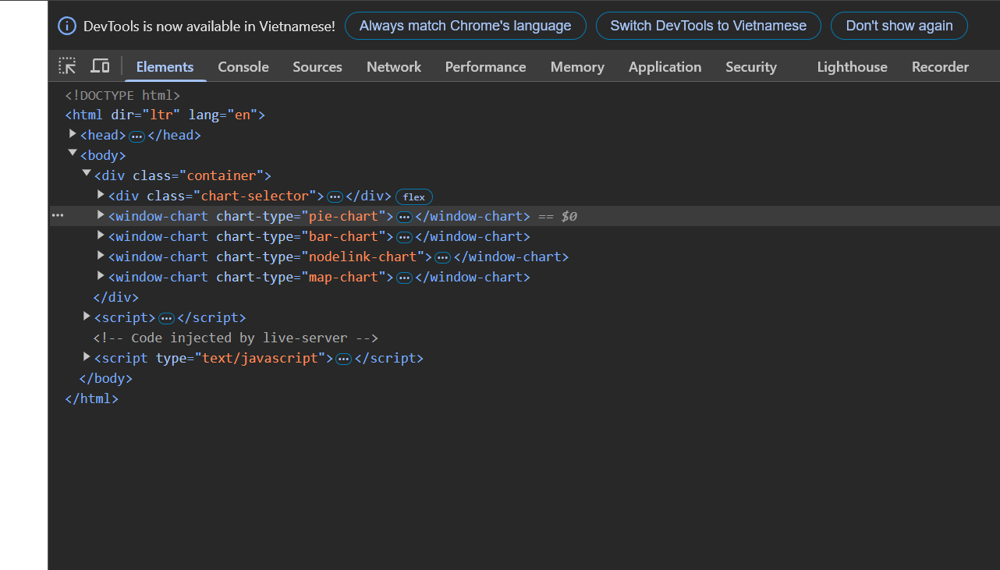 DevTools is now available in Vietnamese! Always match Chrome's language Switch DevTools to Vietnamese Don't show again
Elements Console Sources Network Performance Memory Application Security Lighthouse Recorder
<!DOCTYPE html>
<html dir="ltr" lang="en">
<head>…</head>
<body>
<div class="container">
<div class="chart-selector">…</div> flex
<window-chart chart-type="pie-chart">…</window-chart> == $0
<window-chart chart-type="bar-chart">…</window-chart>
<window-chart chart-type="nodelink-chart">…</window-chart>
<window-chart chart-type="map-chart">…</window-chart>
</div>
<script>…</script>
<!-- Code injected by live-server -->
<script type="text/javascript">…</script>
</body>
</html>